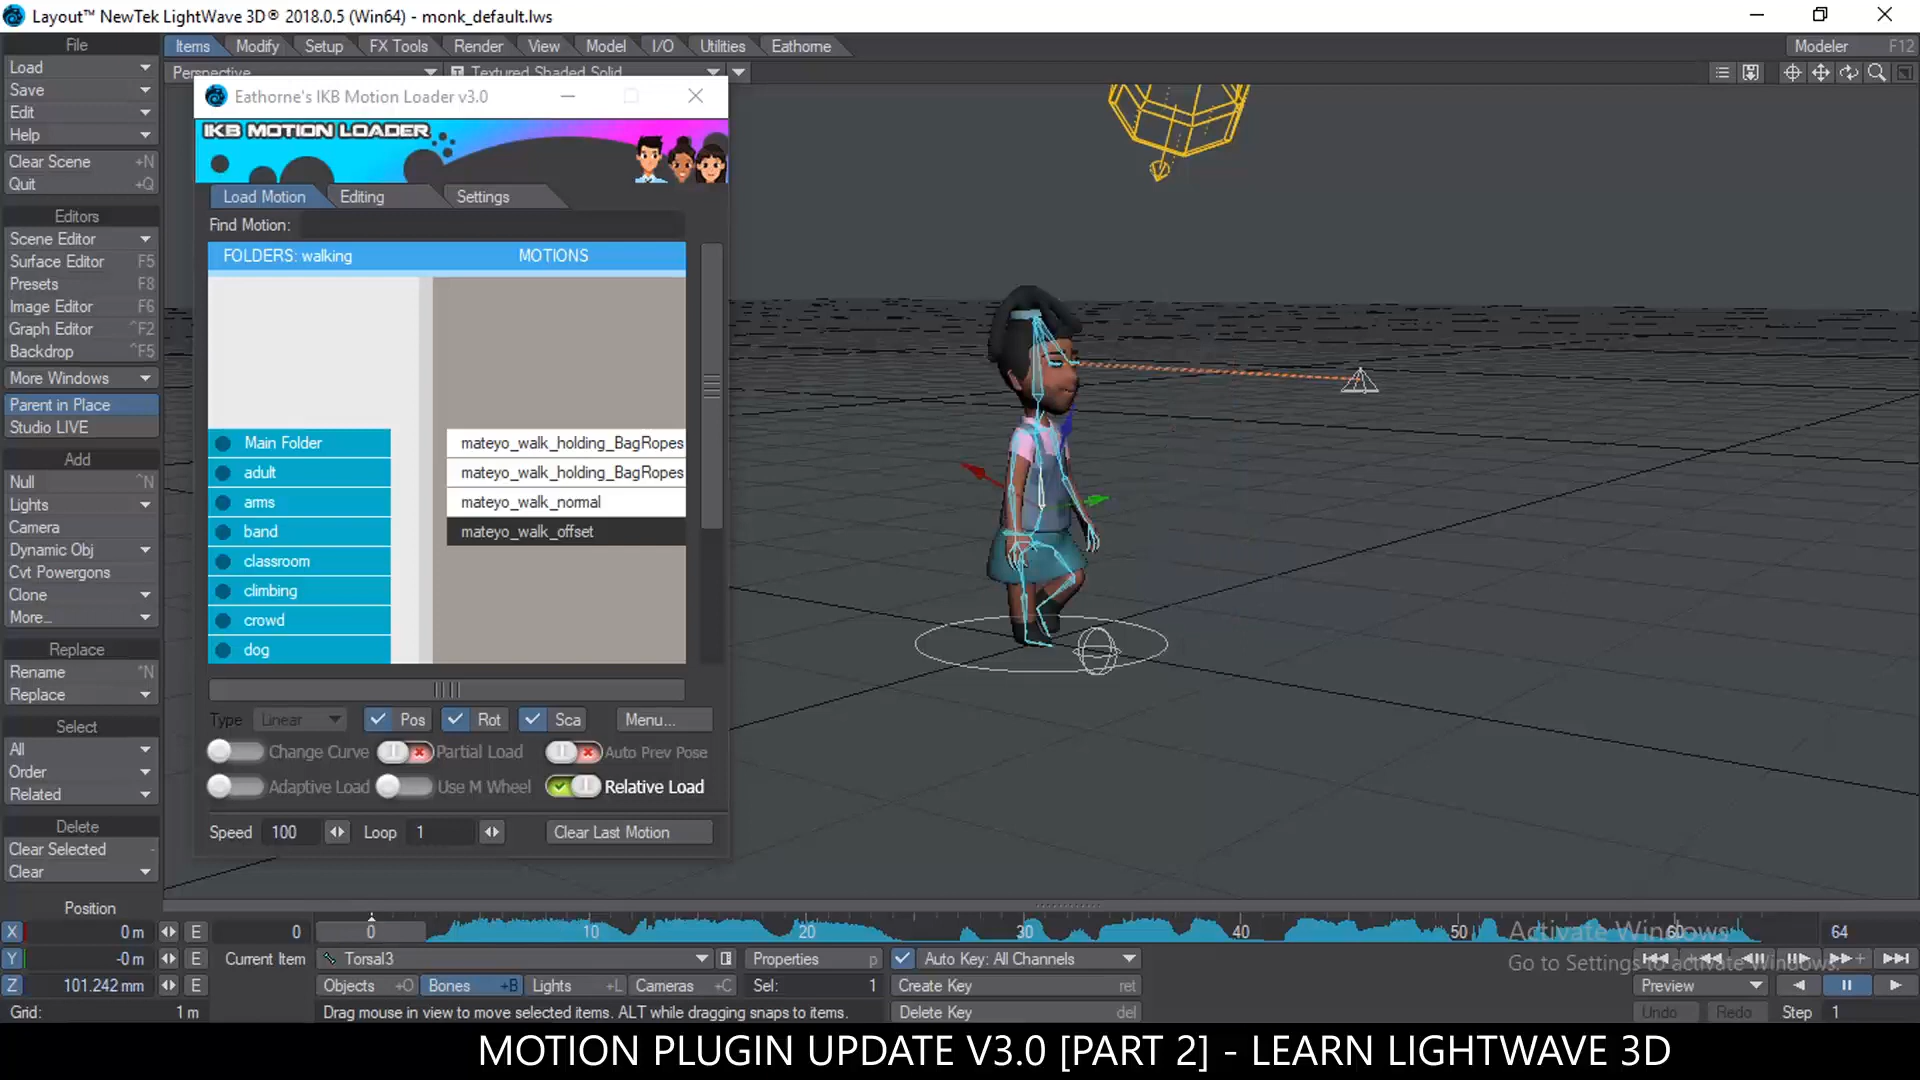 Layout™ NewTek LightWave 3D® 2018.0.5 (Win64) - monk_default.lws
File
Items Modify Setup FX Tools Render View Model I/O Utilities Eathorne Modeler F12
Load
Perspective Textured Shaded Solid
Save
Edit
Help
Clear Scene +N
Quit +Q
Editors
Scene Editor
Surface Editor F5
Presets F8
Image Editor F6
Graph Editor ^F2
Backdrop ^F5
More Windows
Parent in Place
Studio LIVE
Add
Null ^N
Lights
Camera
Dynamic Obj
Cvt Powergons
Clone
More...
Replace
Rename ^N
Replace
Select
All
Order
Related
Delete
Clear Selected -
Clear
Eathorne's IKB Motion Loader v3.0
IKB MOTION LOADER
Load Motion Editing Settings
Find Motion:
FOLDERS: walking MOTIONS
Main Folder mateyo_walk_holding_BagRopes
adult mateyo_walk_holding_BagRopes
arms mateyo_walk_normal
band mateyo_walk_offset
classroom
climbing
crowd
dog
Type Linear Pos Rot Sca Menu...
Change Curve Partial Load Auto Prev Pose
Adaptive Load Use M Wheel Relative Load
Speed 100 Loop 1 Clear Last Motion
Position
X 0 m E 0 0 10 20 30 40 50 60 64
Y -0 m E Current Item Torsal3 Properties p Auto Key: All Channels
Z 101.242 mm E Objects +O Bones +B Lights +L Cameras +C Sel: 1 Create Key ret Preview
Grid: 1 m Drag mouse in view to move selected items. ALT while dragging snaps to items. Delete Key del Undo Redo Step 1
Activate Windows
Go to Settings to activate Windows.
MOTION PLUGIN UPDATE V3.0 [PART 2] - LEARN LIGHTWAVE 3D